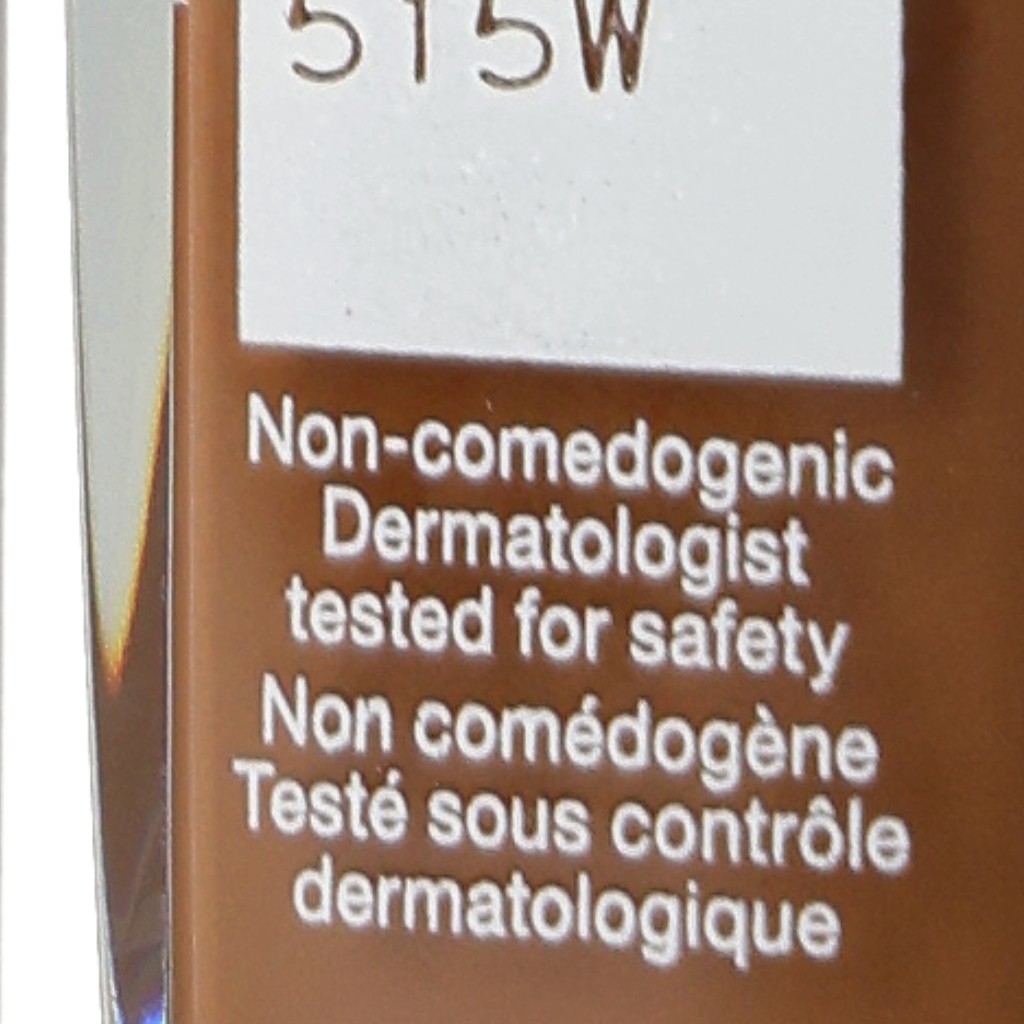 515W
Non-comedogenic
Dermatologist
tested for safety
Non comédogène
Testé sous contrôle
dermatologique